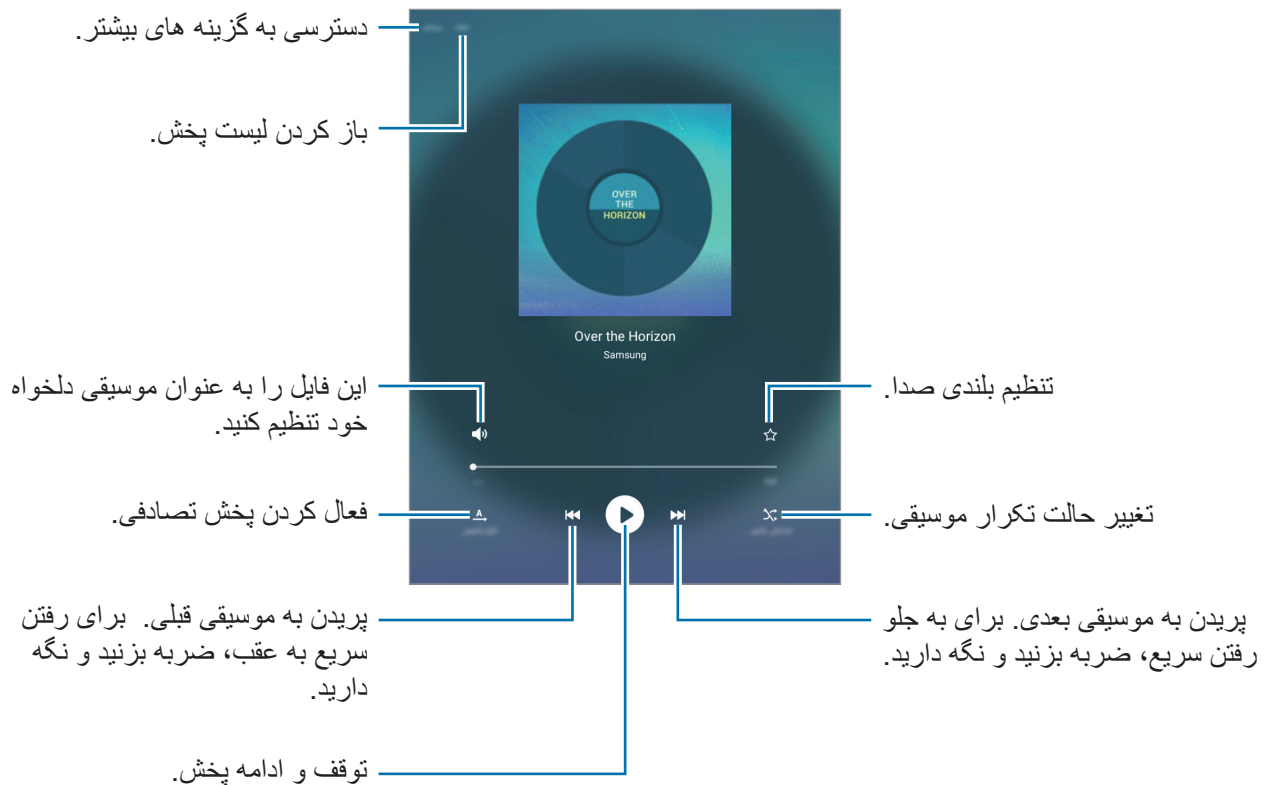 دسترسی به گزینه های بیشتر.
باز کردن لیست پخش.
OVER
THE
HORIZON
Over the Horizon
Samsung
تنظیم بلندی صدا.
این فایل را به عنوان موسیقی دلخواه
خود تنظیم کنید.
تغییر حالت تکرار موسیقی.
فعال کردن پخش تصادفی.
A
پریدن به موسیقی بعدی. برای به جلو
رفتن سریع، ضربه بزنید و نگه دارید.
پریدن به موسیقی قبلی. برای رفتن
سریع به عقب، ضربه بزنید و نگه
دارید.
توقف و ادامه پخش.